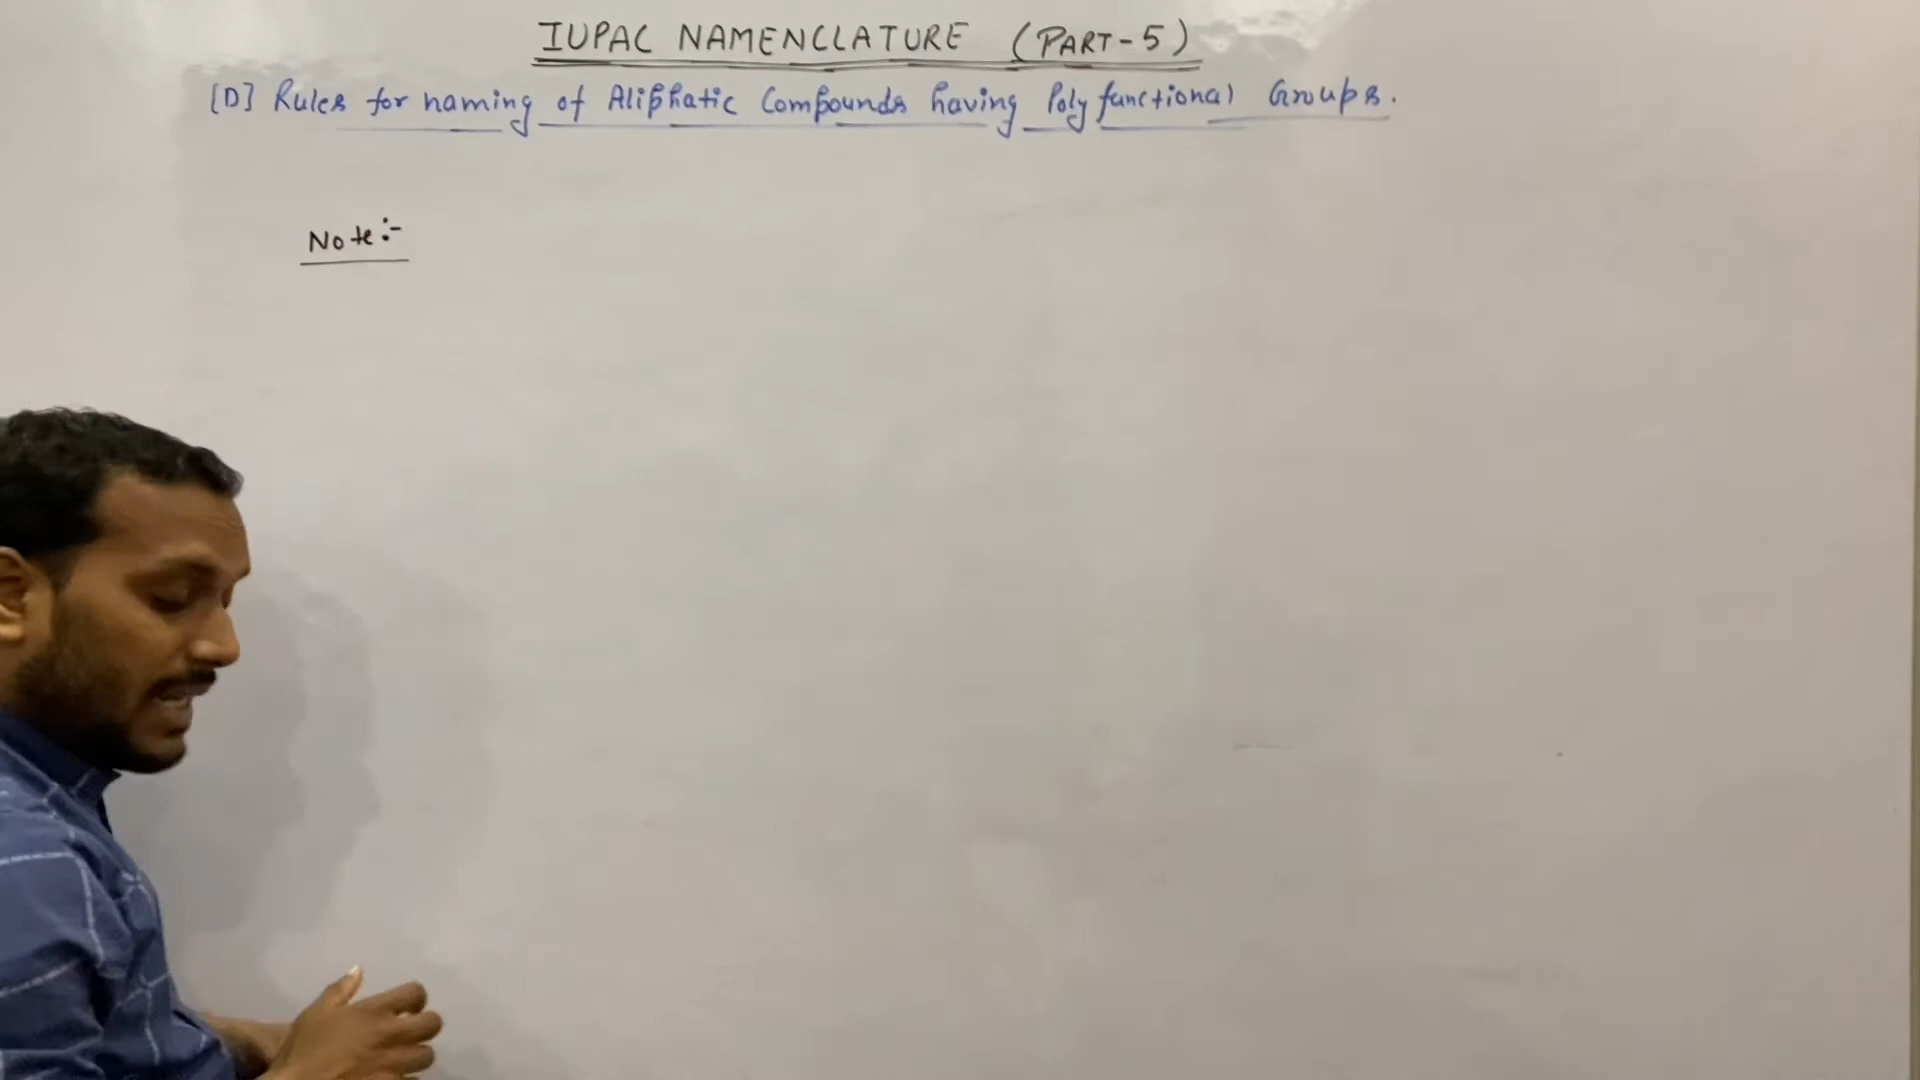 IUPAC NAMENCLATURE (PART-5)
[D] Rules for naming of Aliphatic Compounds having Poly functional Groups.
Note:-